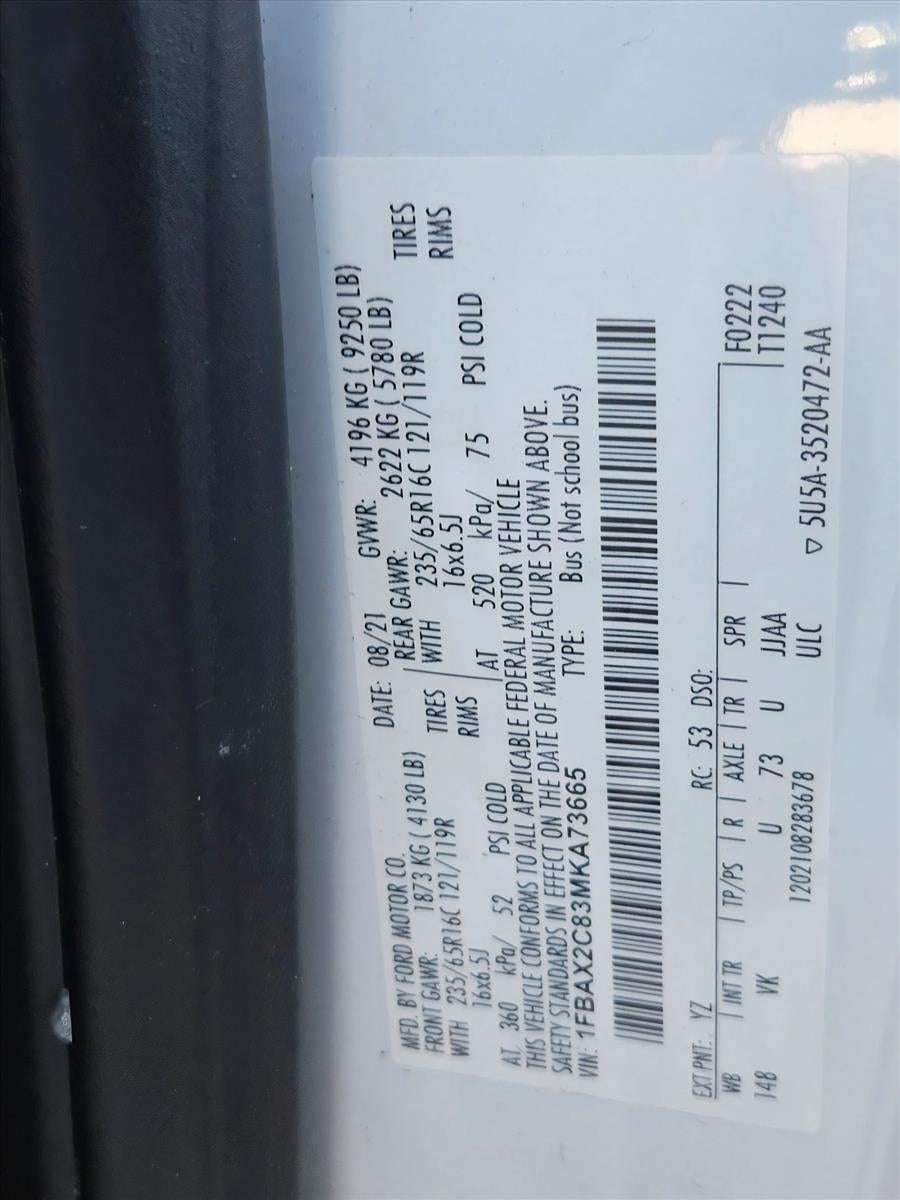 MFD. BY FORD MOTOR CO. DATE: 08/21 GVWR: 4196 KG ( 9250 LB)
FRONT GAWR: 1873 KG ( 4130 LB) REAR GAWR: 2622 KG ( 5780 LB)
WITH 235/65R16C 121/119R TIRES WITH 235/65R16C 121/119R TIRES
16x6.5J RIMS 16x6.5J RIMS
AT 360 kPa/ 52 PSI COLD AT 520 kPa/ 75 PSI COLD
THIS VEHICLE CONFORMS TO ALL APPLICABLE FEDERAL MOTOR VEHICLE
SAFETY STANDARDS IN EFFECT ON THE DATE OF MANUFACTURE SHOWN ABOVE.
VIN: 1FBAX2C83MKA73665 TYPE: Bus (Not school bus)
EXT PNT: YZ RC: 53 DSO:
WB INT TR TP/PS R AXLE TR SPR F0222
148 VK U 73 U JJAA T1240
1202108283678 ULC ▽ 5U5A-3520472-AA